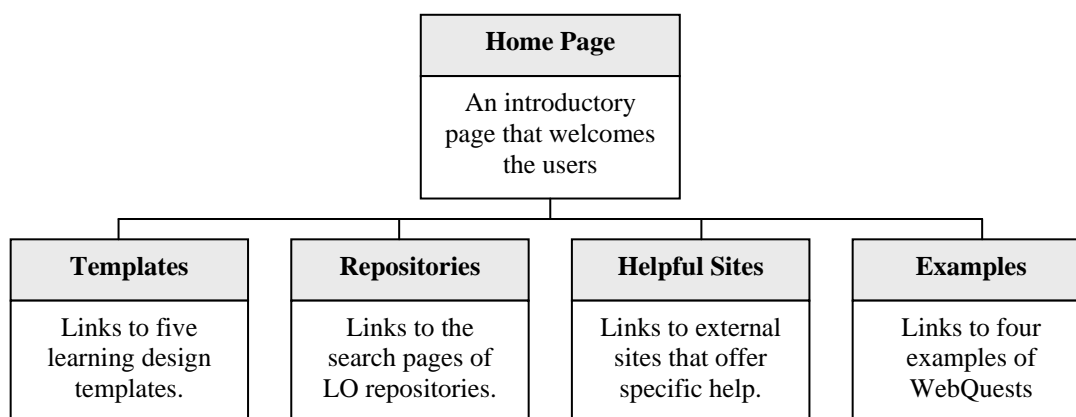 Home Page
An introductory
page that welcomes
the users
Templates
Links to five
learning design
templates.
Repositories
Links to the
search pages of
LO repositories.
Helpful Sites
Links to external
sites that offer
specific help.
Examples
Links to four
examples of
WebQuests